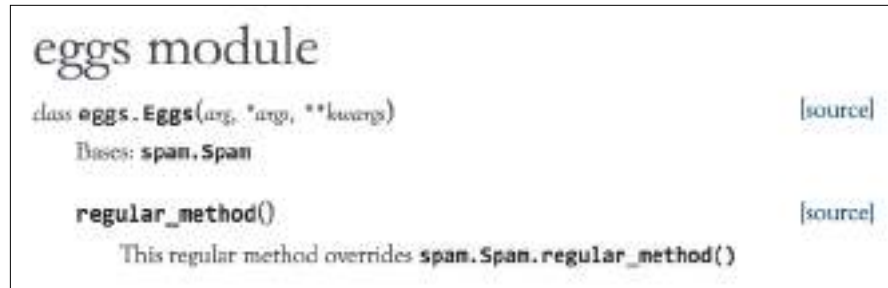 eggs module
class eggs.Eggs(arg, *args, **kwargs) [source]
Bases: spam.Spam
regular_method() [source]
This regular method overrides spam.Spam.regular_method()